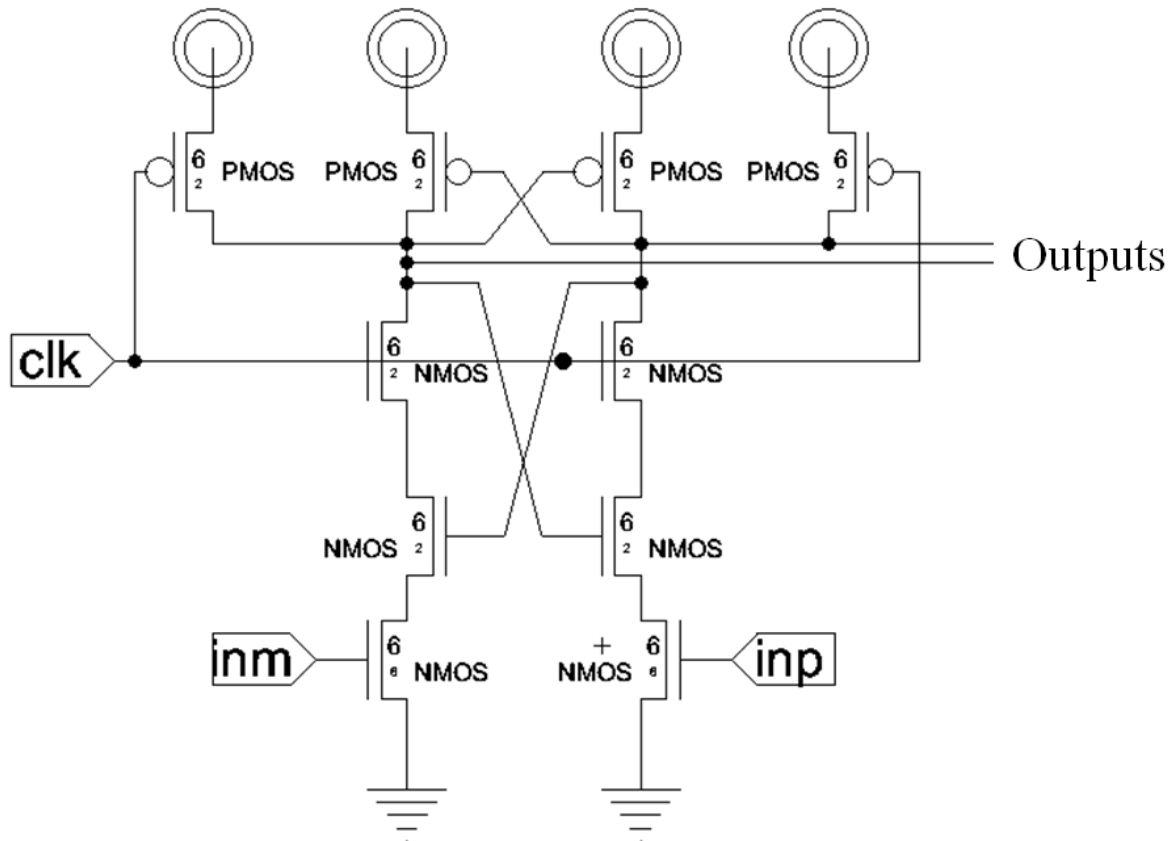 6 2 PMOS
PMOS 6 2
6 2 PMOS
PMOS 6 2
Outputs
clk
6 2 NMOS
6 2 NMOS
NMOS 6 2
6 2 NMOS
inm
6 6 NMOS
+
NMOS 6 6
inp